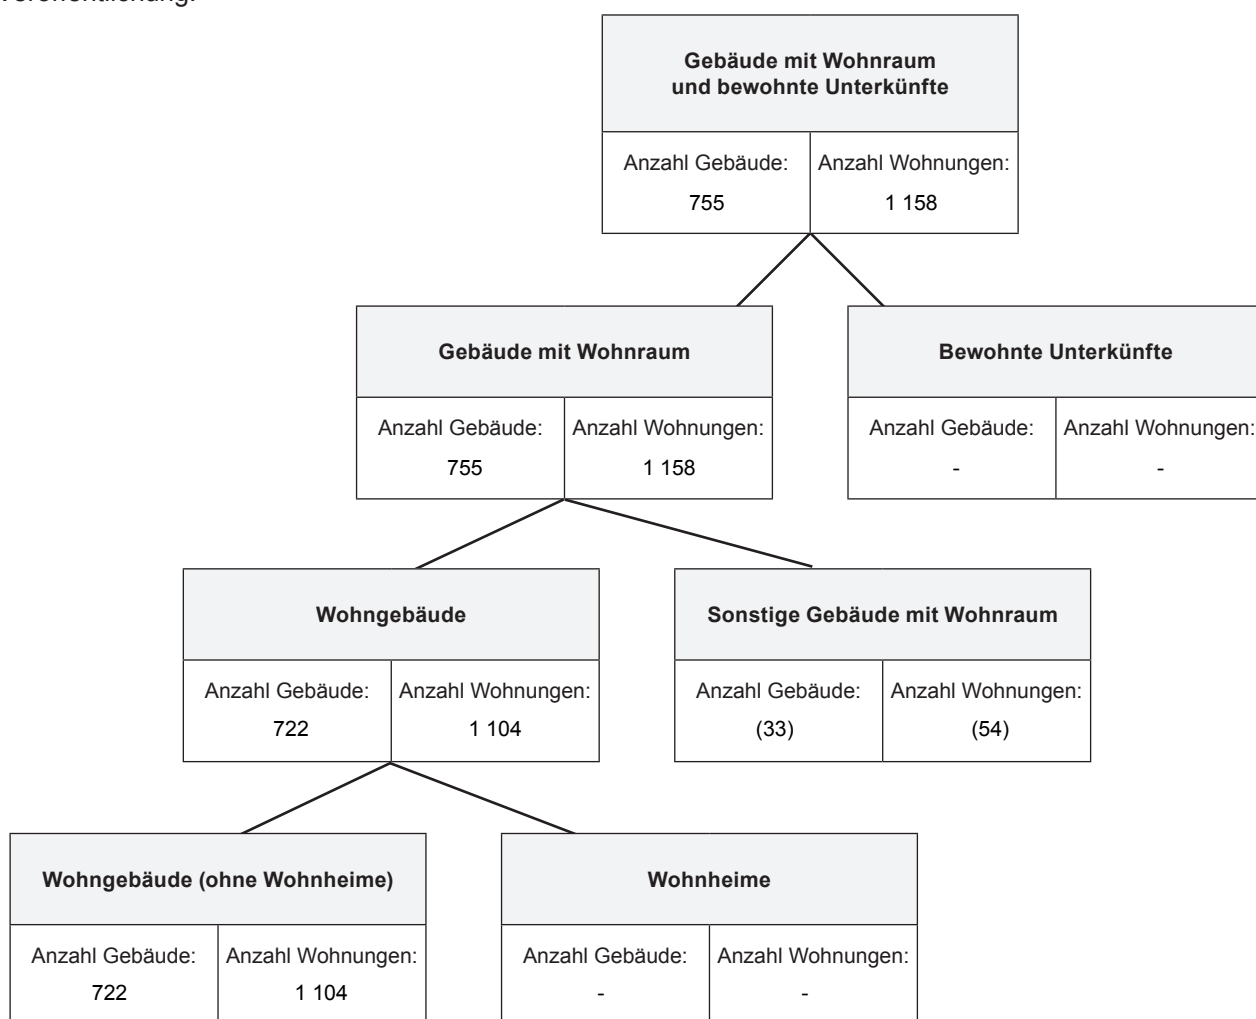 Veröffentlichung.
Gebäude mit Wohnraum
und bewohnte Unterkünfte
Anzahl Gebäude:
755
Anzahl Wohnungen:
1 158
Gebäude mit Wohnraum
Anzahl Gebäude:
755
Anzahl Wohnungen:
1 158
Bewohnte Unterkünfte
Anzahl Gebäude:
-
Anzahl Wohnungen:
-
Wohngebäude
Anzahl Gebäude:
722
Anzahl Wohnungen:
1 104
Sonstige Gebäude mit Wohnraum
Anzahl Gebäude:
(33)
Anzahl Wohnungen:
(54)
Wohngebäude (ohne Wohnheime)
Anzahl Gebäude:
722
Anzahl Wohnungen:
1 104
Wohnheime
Anzahl Gebäude:
-
Anzahl Wohnungen:
-